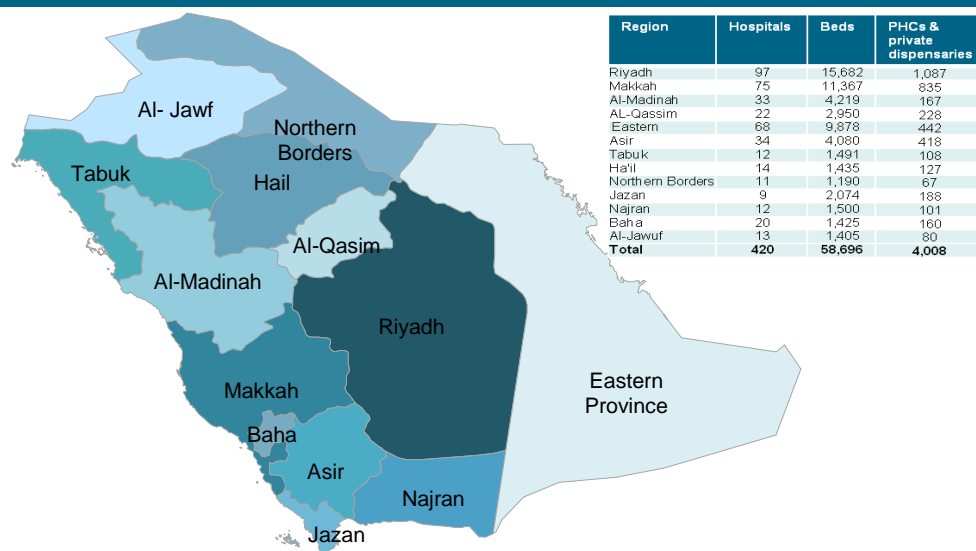 Region Hospitals Beds PHCs &
private
dispensaries
Riyadh 97 15,682 1,087
Makkah 75 11,367 835
Al-Madinah 33 4,219 167
AL-Qassim 22 2,950 228
Eastern 68 9,878 442
Asir 34 4,080 418
Tabuk 12 1,491 108
Ha'il 14 1,435 127
Northern Borders 11 1,190 67
Jazan 9 2,074 188
Najran 12 1,500 101
Baha 20 1,425 160
Al-Jawuf 13 1,405 80
Total 420 58,696 4,008
Al- Jawf
Northern
Borders
Tabuk
Hail
Al-Qasim
Al-Madinah
Riyadh
Makkah
Eastern
Province
Baha
Asir
Najran
Jazan